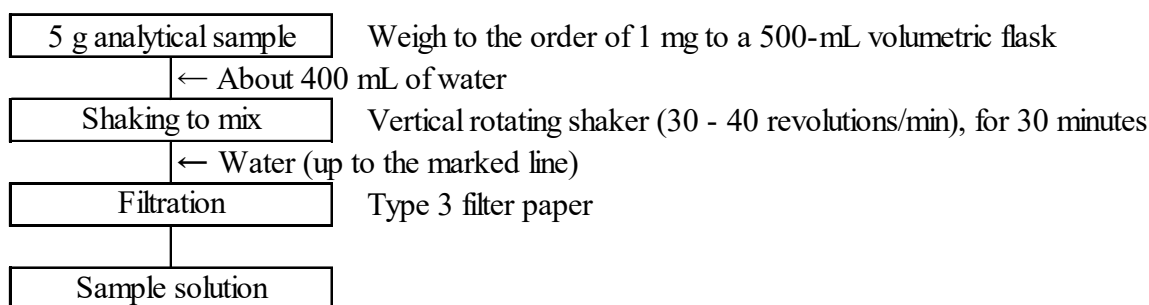 5 g analytical sample Weigh to the order of 1 mg to a 500-mL volumetric flask
← About 400 mL of water
Shaking to mix Vertical rotating shaker (30 - 40 revolutions/min), for 30 minutes
← Water (up to the marked line)
Filtration Type 3 filter paper
Sample solution